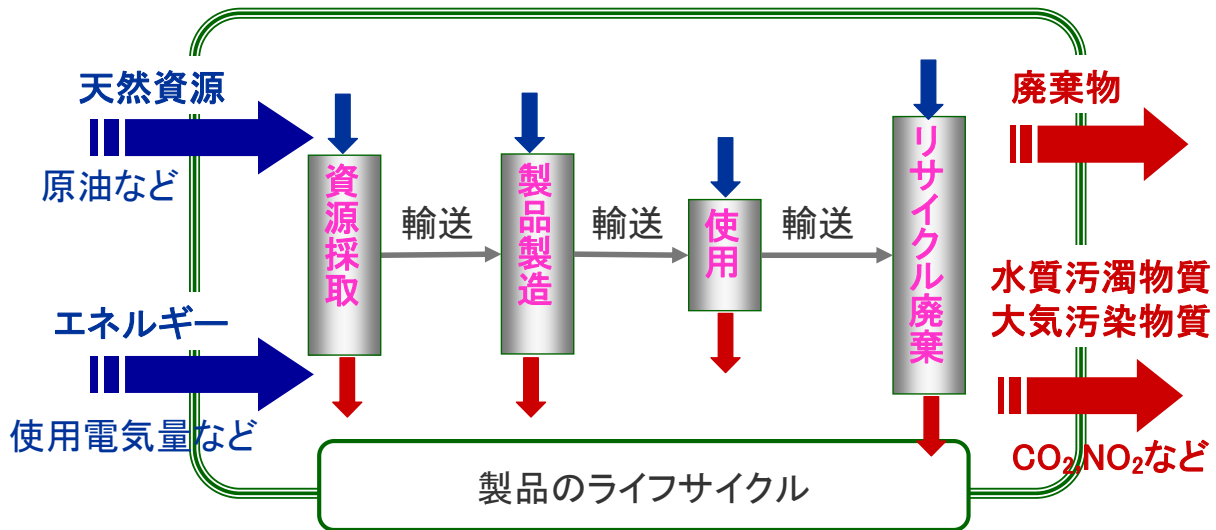 天然資源
原油など
エネルギー
使用電気量など
資源採取
輸送
製品製造
輸送
使用
輸送
リサイクル廃棄
廃棄物
水質汚濁物質
大気汚染物質
CO₂,NO₂など
製品のライフサイクル